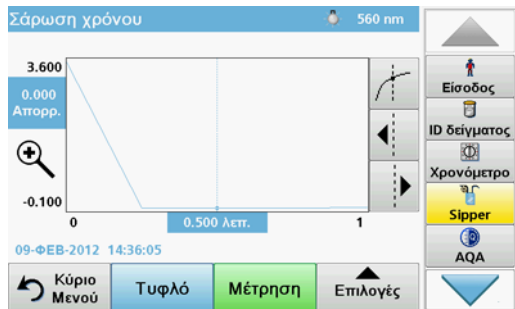 Σάρωση χρόνου
560 nm
3.600
0.000
Απορρ.
-0.100
0
0.500 λεπ.
1
09-ΦΕΒ-2012 14:36:05
Κύριο
Μενού
Τυφλό
Μέτρηση
Επιλογές
Είσοδος
ID δείγματος
Χρονόμετρο
Sipper
AQA